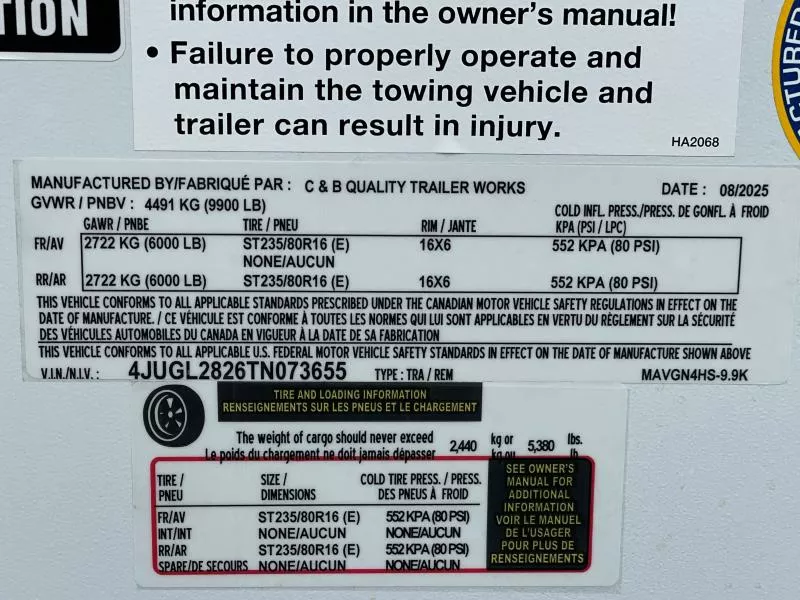 TION
information in the owner's manual!
• Failure to properly operate and
maintain the towing vehicle and
trailer can result in injury.
HA2068
CTURED
MANUFACTURED BY/FABRIQUÉ PAR : C & B QUALITY TRAILER WORKS DATE : 08/2025
GVWR / PNBV : 4491 KG (9900 LB)
GAWR / PNBE TIRE / PNEU RIM / JANTE COLD INFL. PRESS./PRESS. DE GONFL. À FROID
KPA (PSI / LPC)
FR/AV 2722 KG (6000 LB) ST235/80R16 (E) 16X6 552 KPA (80 PSI)
NONE/AUCUN
RR/AR 2722 KG (6000 LB) ST235/80R16 (E) 16X6 552 KPA (80 PSI)
THIS VEHICLE CONFORMS TO ALL APPLICABLE STANDARDS PRESCRIBED UNDER THE CANADIAN MOTOR VEHICLE SAFETY REGULATIONS IN EFFECT ON THE
DATE OF MANUFACTURE. / CE VÉHICULE EST CONFORME À TOUTES LES NORMES QUI LUI SONT APPLICABLES EN VERTU DU RÈGLEMENT SUR LA SÉCURITÉ
DES VÉHICULES AUTOMOBILES DU CANADA EN VIGUEUR À LA DATE DE SA FABRICATION
THIS VEHICLE CONFORMS TO ALL APPLICABLE U.S. FEDERAL MOTOR VEHICLE SAFETY STANDARDS IN EFFECT ON THE DATE OF MANUFACTURE SHOWN ABOVE
V.I.N./N.I.V. : 4JUGL2826TN073655 TYPE : TRA / REM MAVGN4HS-9.9K
TIRE AND LOADING INFORMATION
RENSEIGNEMENTS SUR LES PNEUS ET LE CHARGEMENT
The weight of cargo should never exceed 2,440 kg or 5,380 lbs.
Le poids du chargement ne doit jamais dépasser kg ou lb
TIRE / SIZE / COLD TIRE PRESS. / PRESS.
PNEU DIMENSIONS DES PNEUS À FROID
FR/AV ST235/80R16 (E) 552 KPA (80 PSI)
INT/INT NONE/AUCUN NONE/AUCUN
RR/AR ST235/80R16 (E) 552 KPA (80 PSI)
SPARE/DE SECOURS NONE/AUCUN NONE/AUCUN
SEE OWNER'S
MANUAL FOR
ADDITIONAL
INFORMATION
VOIR LE MANUEL
DE L'USAGER
POUR PLUS DE
RENSEIGNEMENTS